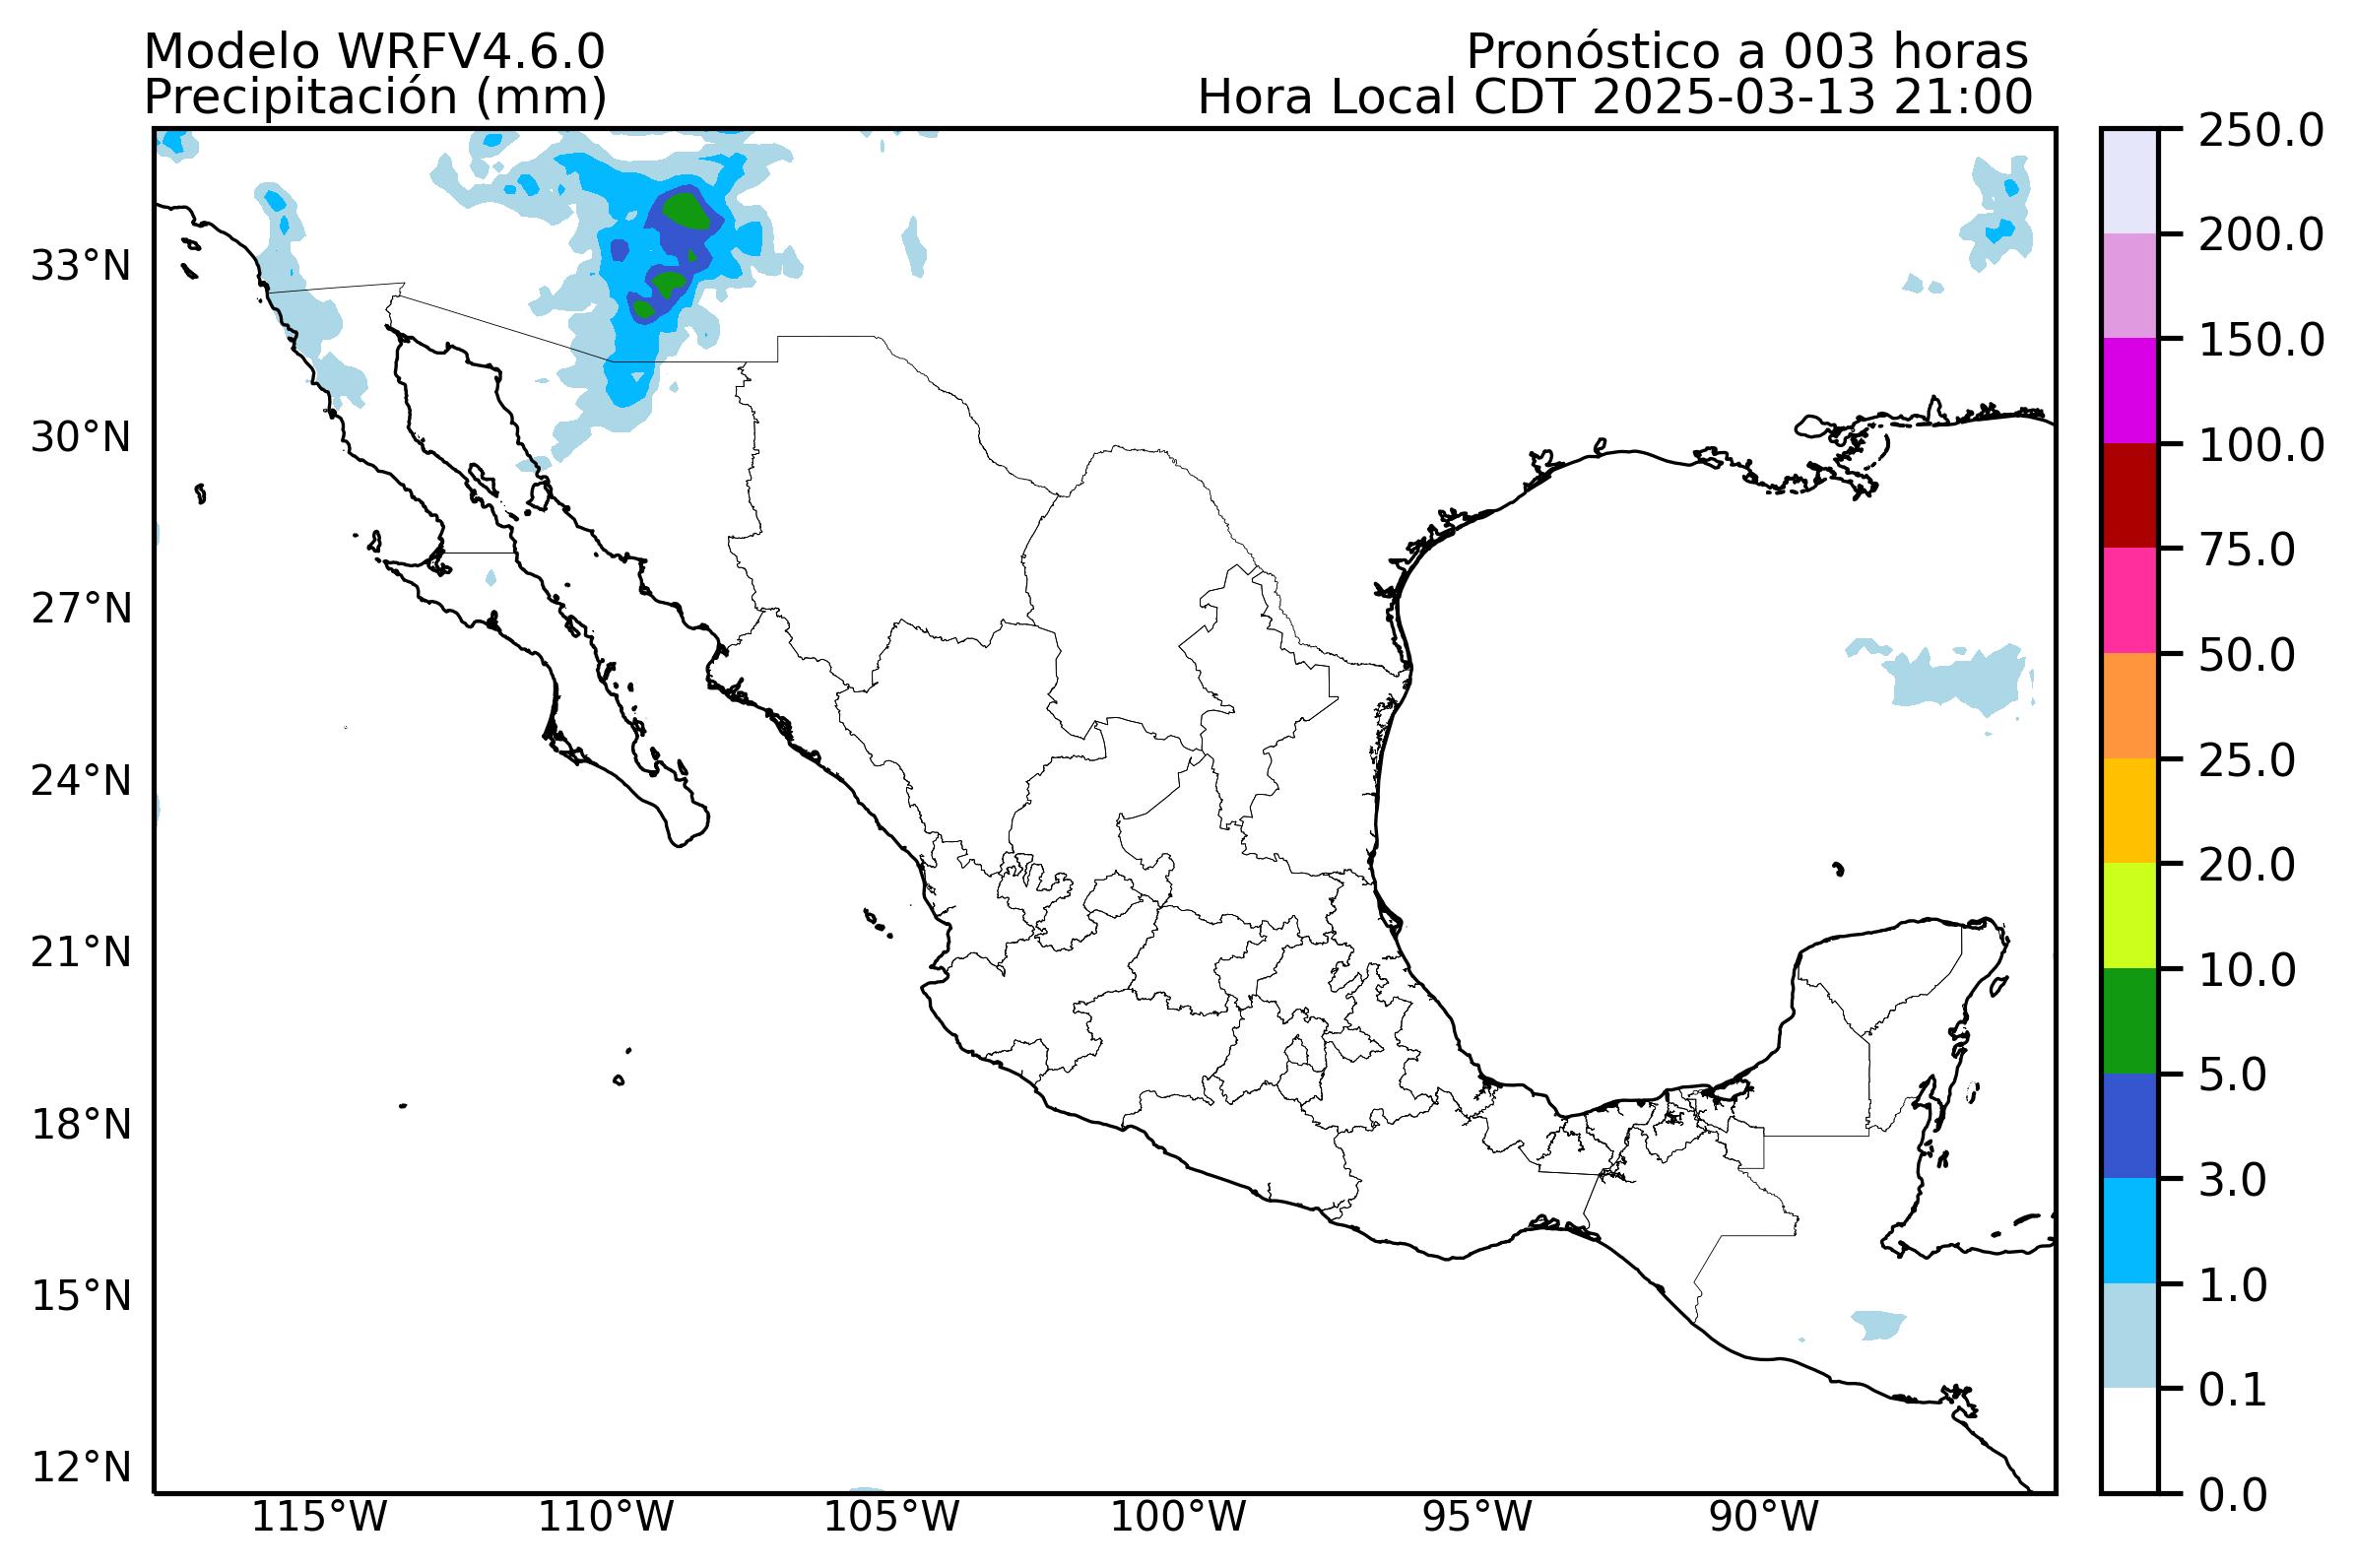 Modelo WRFV4.6.0
Precipitación (mm)
Pronóstico a 003 horas
Hora Local CDT 2025-03-13 21:00
33°N
30°N
27°N
24°N
21°N
18°N
15°N
12°N
115°W
110°W
105°W
100°W
95°W
90°W
250.0
200.0
150.0
100.0
75.0
50.0
25.0
20.0
10.0
5.0
3.0
1.0
0.1
0.0